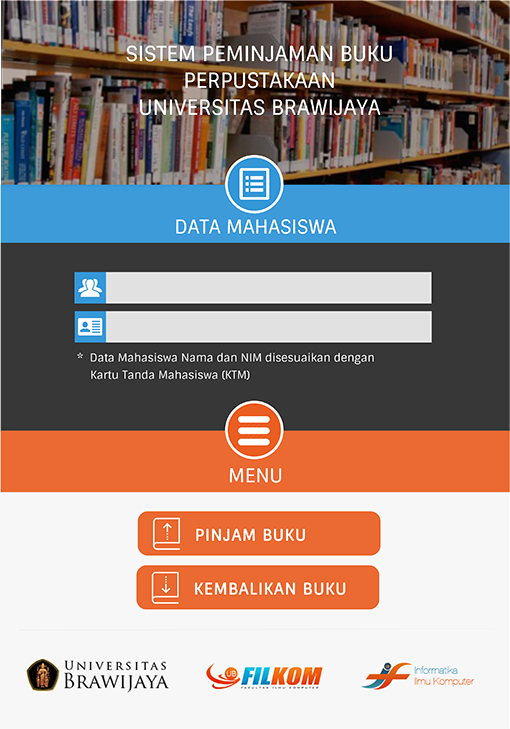 SISTEM PEMINJAMAN BUKU
PERPUSTAKAAN
UNIVERSITAS BRAWIJAYA
DATA MAHASISWA
* Data Mahasiswa Nama dan NIM disesuaikan dengan
Kartu Tanda Mahasiswa (KTM)
MENU
PINJAM BUKU
KEMBALIKAN BUKU
UNIVERSITAS
BRAWIJAYA
UB FILKOM
FAKULTAS ILMU KOMPUTER
Informatika
Ilmu Komputer